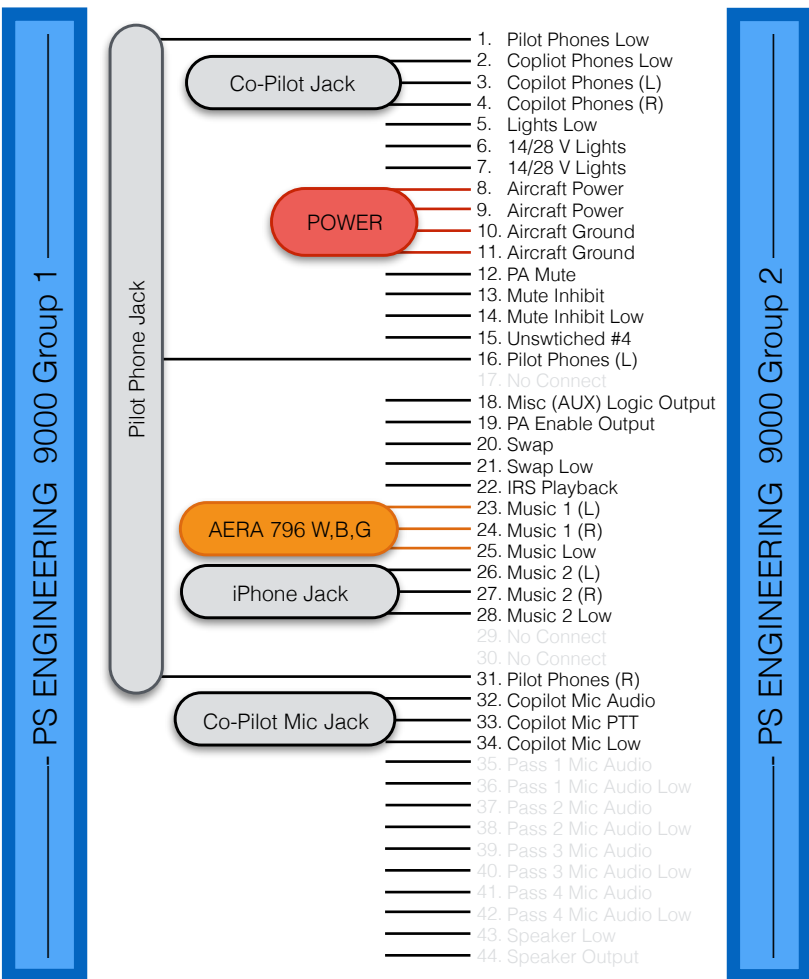 PS ENGINEERING 9000 Group 1
Pilot Phone Jack
Co-Pilot Jack
POWER
AERA 796 W,B,G
iPhone Jack
Co-Pilot Mic Jack
1. Pilot Phones Low
2. Copliot Phones Low
3. Copilot Phones (L)
4. Copilot Phones (R)
5. Lights Low
6. 14/28 V Lights
7. 14/28 V Lights
8. Aircraft Power
9. Aircraft Power
10. Aircraft Ground
11. Aircraft Ground
12. PA Mute
13. Mute Inhibit
14. Mute Inhibit Low
15. Unswtiched #4
16. Pilot Phones (L)
17. No Connect
18. Misc (AUX) Logic Output
19. PA Enable Output
20. Swap
21. Swap Low
22. IRS Playback
23. Music 1 (L)
24. Music 1 (R)
25. Music Low
26. Music 2 (L)
27. Music 2 (R)
28. Music 2 Low
29. No Connect
30. No Connect
31. Pilot Phones (R)
32. Copilot Mic Audio
33. Copilot Mic PTT
34. Copilot Mic Low
35. Pass 1 Mic Audio
36. Pass 1 Mic Audio Low
37. Pass 2 Mic Audio
38. Pass 2 Mic Audio Low
39. Pass 3 Mic Audio
40. Pass 3 Mic Audio Low
41. Pass 4 Mic Audio
42. Pass 4 Mic Audio Low
43. Speaker Low
44. Speaker Output
PS ENGINEERING 9000 Group 2